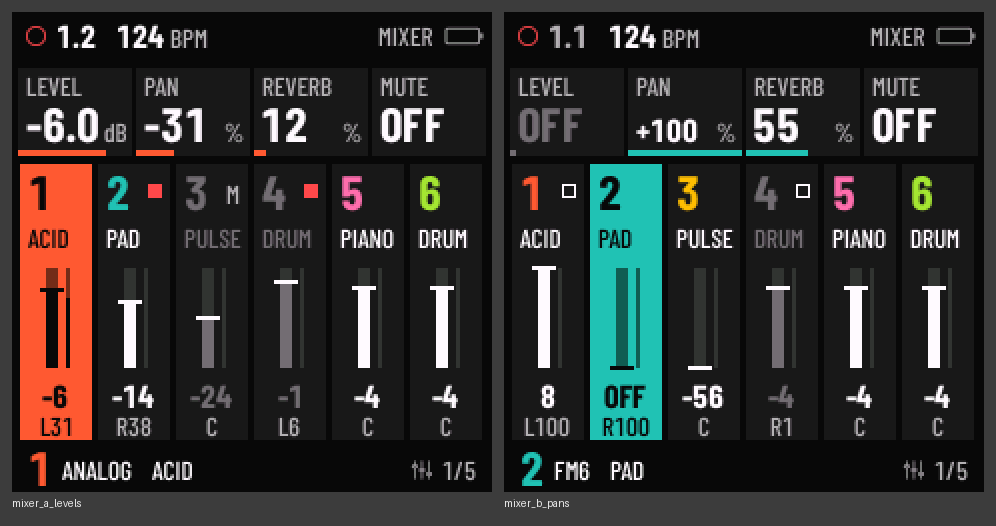 1.2 124 BPM MIXER
LEVEL PAN REVERB MUTE
-6.0 dB -31 % 12 % OFF
1 2 3 M 4 5 6
ACID PAD PULSE DRUM PIANO DRUM
-6 -14 -24 -1 -4 -4
L31 R38 C L6 C C
1 ANALOG ACID 1/5
mixer_a_levels
1.1 124 BPM MIXER
LEVEL PAN REVERB MUTE
OFF +100 % 55 % OFF
1 2 3 4 5 6
ACID PAD PULSE DRUM PIANO DRUM
8 OFF -56 -4 -4 -4
L100 R100 C R1 C C
2 FM6 PAD 1/5
mixer_b_pans